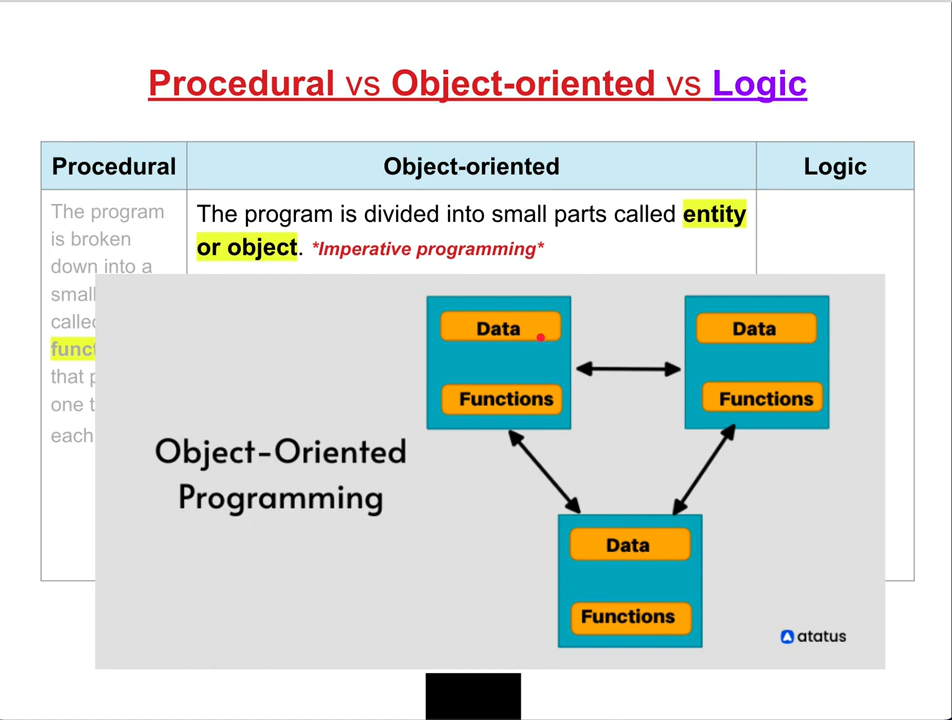 Procedural vs Object-oriented vs Logic
Procedural
Object-oriented
Logic
The program
is broken
down into a
small
called
that
one
each
The program is divided into small parts called entity
or object. *Imperative programming*
Object-Oriented
Programming
Data
Functions
Data
Functions
Data
Functions
atatus